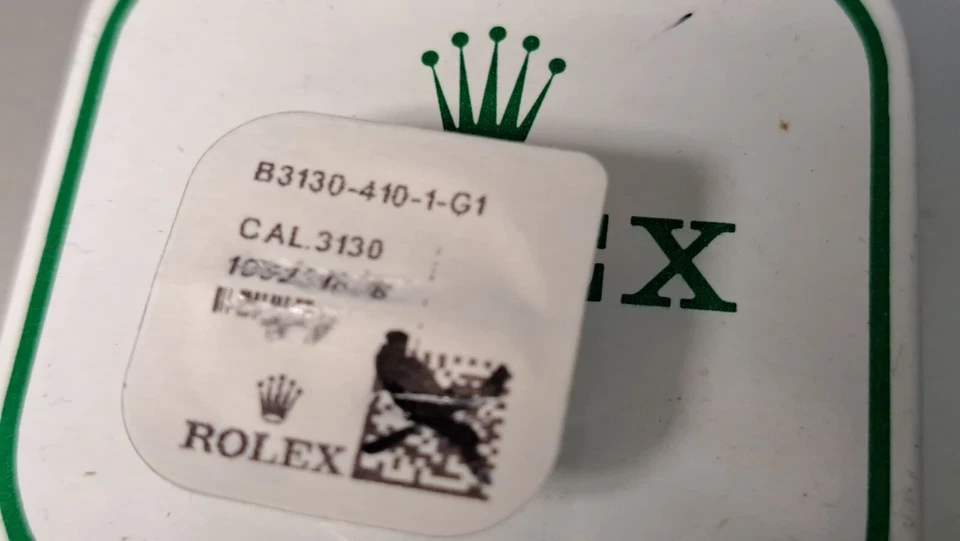 B3130-410-1-G1
CAL.3130
ROLEX
EX